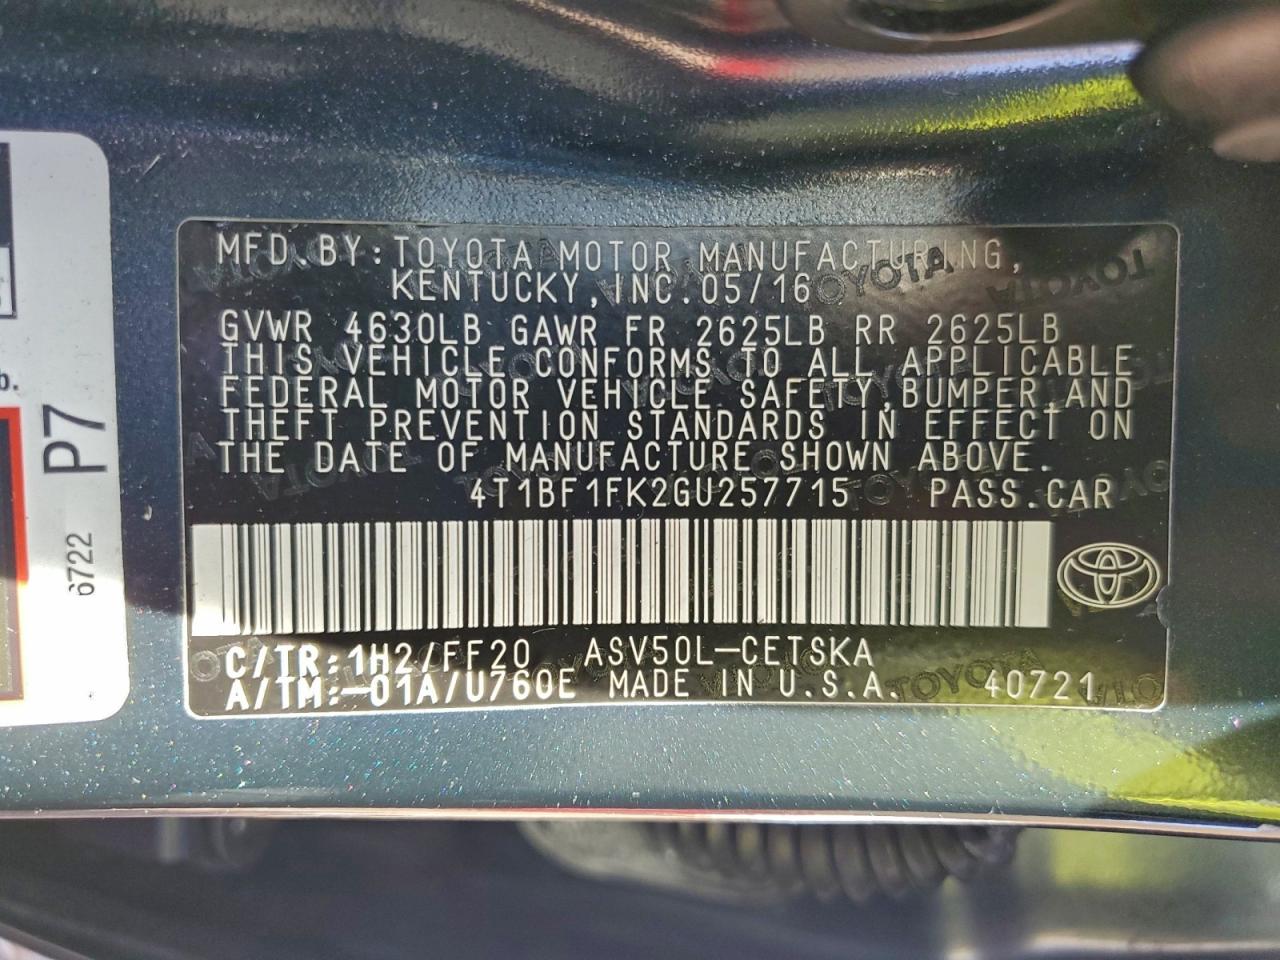 MFD.BY:TOYOTA MOTOR MANUFACTURING,
KENTUCKY,INC.05/16
GVWR 4630LB GAWR FR 2625LB RR 2625LB
THIS VEHICLE CONFORMS TO ALL APPLICABLE
FEDERAL MOTOR VEHICLE SAFETY,BUMPER,AND
THEFT PREVENTION STANDARDS IN EFFECT ON
THE DATE OF MANUFACTURE SHOWN ABOVE.
4T1BF1FK2GU257715 PASS.CAR
C/TR:1H2/FF20 ASV50L-CETSKA
A/TM:-01A/U760E MADE IN U.S.A. 40721
P7
6722